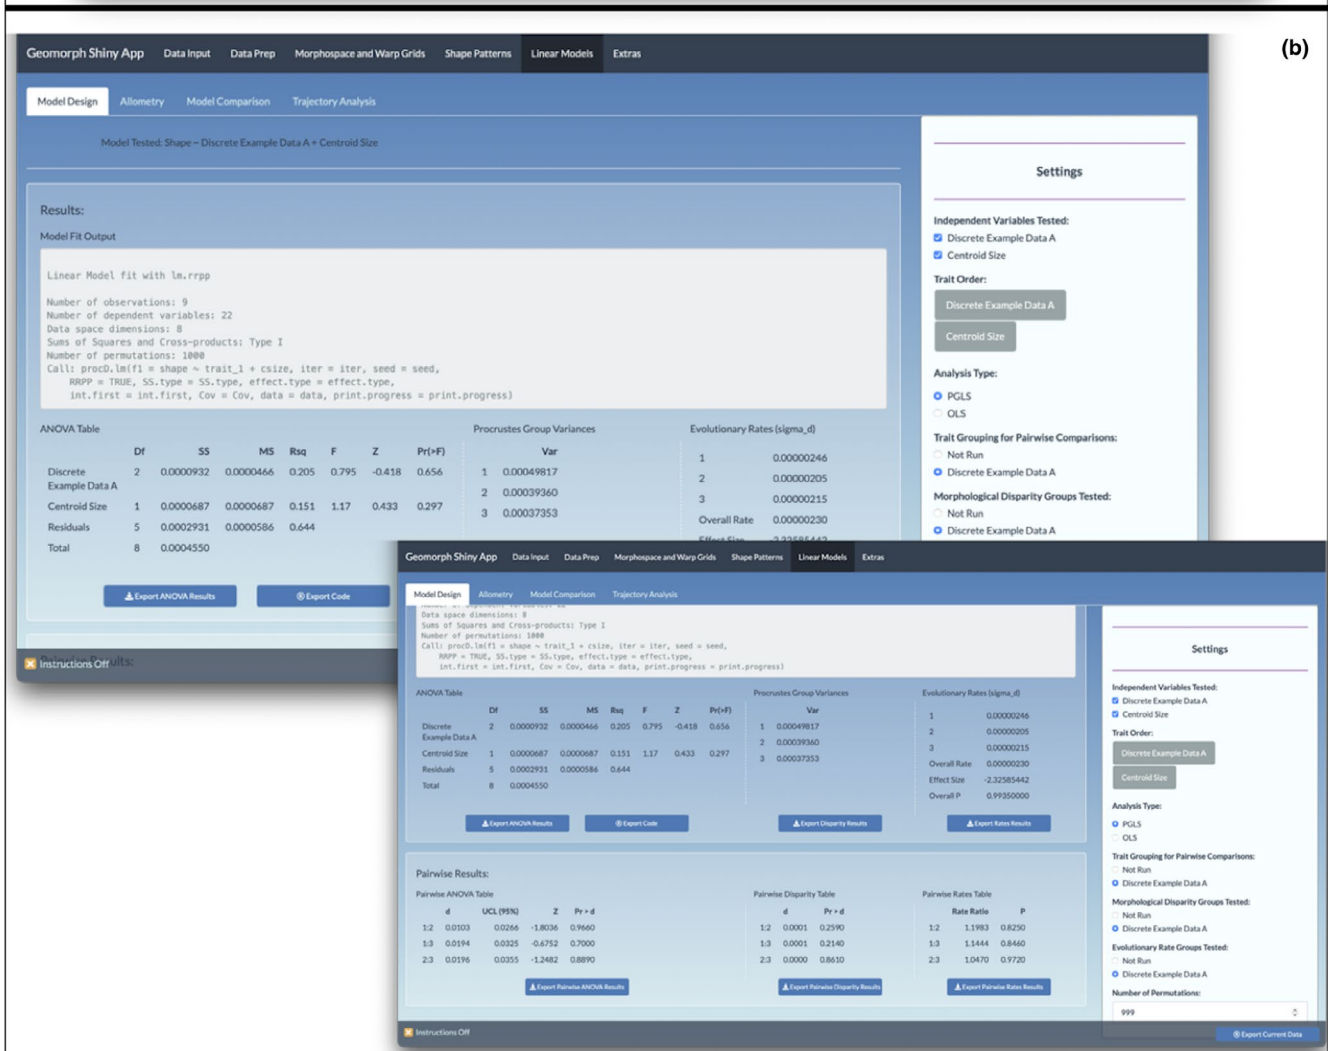 (b)
Geomorph Shiny App Data Input Data Prep Morphospace and Warp Grids Shape Patterns Linear Models Extras
Model Design Allometry Model Comparison Trajectory Analysis
Model Tested: Shape ~ Discrete Example Data A + Centroid Size
Results:
Model Fit Output
Linear Model fit with lm.rrpp
Number of observations: 9
Number of dependent variables: 22
Data space dimensions: 8
Sums of Squares and Cross-products: Type I
Number of permutations: 1000
Call: procD.lm(f1 = shape ~ trait_1 + csize, iter = iter, seed = seed,
RRPP = TRUE, SS.type = SS.type, effect.type = effect.type,
int.first = int.first, Cov = Cov, data = data, print.progress = print.progress)
ANOVA Table
Df SS MS Rsq F Z Pr(>F)
Discrete 2 0.0000932 0.0000466 0.205 0.795 -0.418 0.656
Example Data A
Centroid Size 1 0.0000687 0.0000687 0.151 1.17 0.433 0.297
Residuals 5 0.0002931 0.0000586 0.644
Total 8 0.0004550
Procrustes Group Variances
Var
1 0.00049817
2 0.00039360
3 0.00037353
Evolutionary Rates (sigma_d)
1 0.00000246
2 0.00000205
3 0.00000215
Overall Rate 0.00000230
Effect Size -2.32585442
Export ANOVA Results Export Code
Pairwise Results:
Instructions Off
Settings
Independent Variables Tested:
Discrete Example Data A
Centroid Size
Trait Order:
Discrete Example Data A
Centroid Size
Analysis Type:
PGLS
OLS
Trait Grouping for Pairwise Comparisons:
Not Run
Discrete Example Data A
Morphological Disparity Groups Tested:
Not Run
Discrete Example Data A
Geomorph Shiny App Data Input Data Prep Morphospace and Warp Grids Shape Patterns Linear Models Extras
Model Design Allometry Model Comparison Trajectory Analysis
Number of dependent variables: 22
Data space dimensions: 8
Sums of Squares and Cross-products: Type I
Number of permutations: 1000
Call: procD.lm(f1 = shape ~ trait_1 + csize, iter = iter, seed = seed,
RRPP = TRUE, SS.type = SS.type, effect.type = effect.type,
int.first = int.first, Cov = Cov, data = data, print.progress = print.progress)
ANOVA Table
Df SS MS Rsq F Z Pr(>F)
Discrete 2 0.0000932 0.0000466 0.205 0.795 -0.418 0.656
Example Data A
Centroid Size 1 0.0000687 0.0000687 0.151 1.17 0.433 0.297
Residuals 5 0.0002931 0.0000586 0.644
Total 8 0.0004550
Export ANOVA Results Export Code
Procrustes Group Variances
Var
1 0.00049817
2 0.00039360
3 0.00037353
Export Disparity Results
Evolutionary Rates (sigma_d)
1 0.00000246
2 0.00000205
3 0.00000215
Overall Rate 0.00000230
Effect Size -2.32585442
Overall P 0.99350000
Export Rates Results
Pairwise Results:
Pairwise ANOVA Table
d UCL (95%) Z Pr > d
1:2 0.0103 0.0266 -1.8036 0.9660
1:3 0.0194 0.0325 -0.6752 0.7000
2:3 0.0196 0.0355 -1.2482 0.8890
Export Pairwise ANOVA Results
Pairwise Disparity Table
d Pr > d
1:2 0.0001 0.2590
1:3 0.0001 0.2140
2:3 0.0000 0.8610
Export Pairwise Disparity Results
Pairwise Rates Table
Rate Ratio P
1:2 1.1983 0.8250
1:3 1.1444 0.8460
2:3 1.0470 0.9720
Export Pairwise Rates Results
Settings
Independent Variables Tested:
Discrete Example Data A
Centroid Size
Trait Order:
Discrete Example Data A
Centroid Size
Analysis Type:
PGLS
OLS
Trait Grouping for Pairwise Comparisons:
Not Run
Discrete Example Data A
Morphological Disparity Groups Tested:
Not Run
Discrete Example Data A
Evolutionary Rate Groups Tested:
Not Run
Discrete Example Data A
Number of Permutations:
999
Instructions Off
Export Current Data